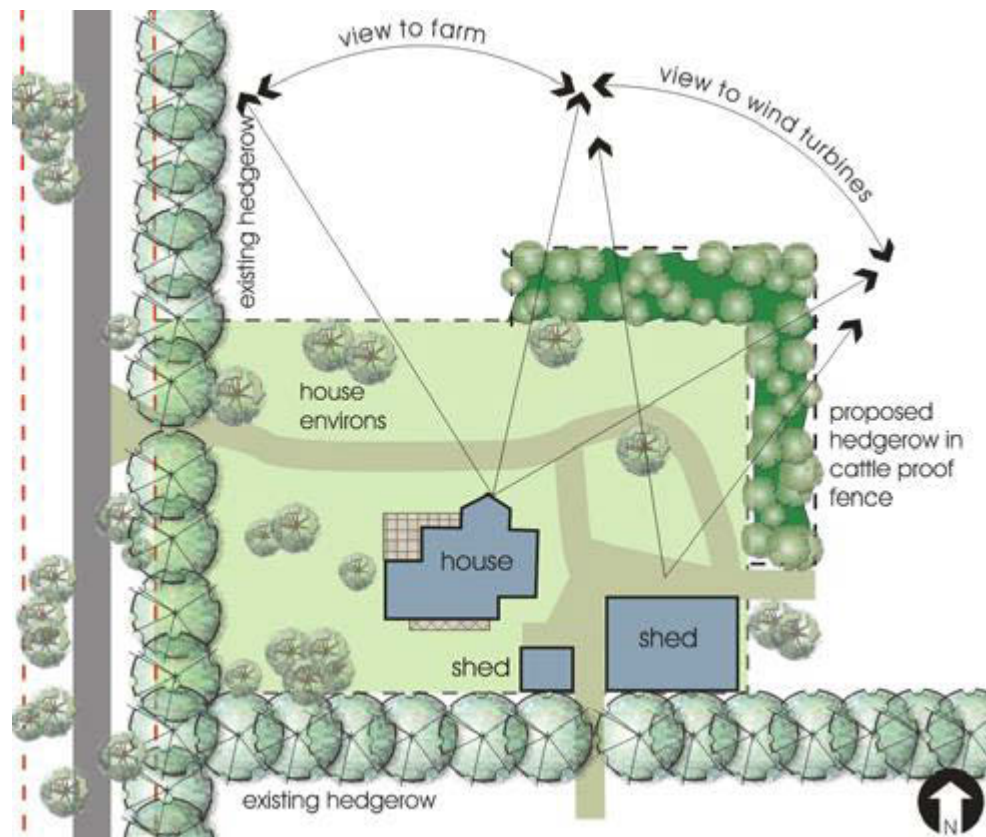 view to farm
view to wind turbines
existing hedgerow
house
environs
proposed
hedgerow in
cattle proof
fence
house
shed
shed
existing hedgerow
N